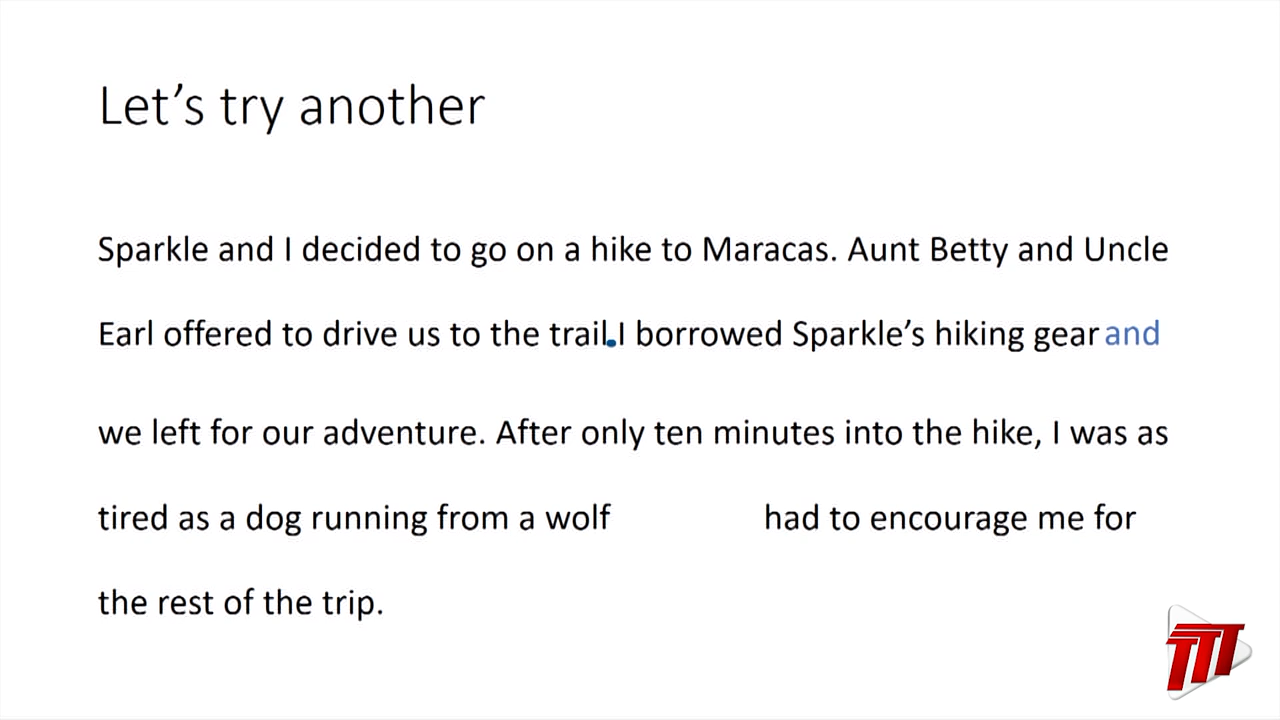 Let’s try another
Sparkle and I decided to go on a hike to Maracas. Aunt Betty and Uncle
Earl offered to drive us to the trail.I borrowed Sparkle’s hiking gear and
we left for our adventure. After only ten minutes into the hike, I was as
tired as a dog running from a wolf had to encourage me for
the rest of the trip.
TTT